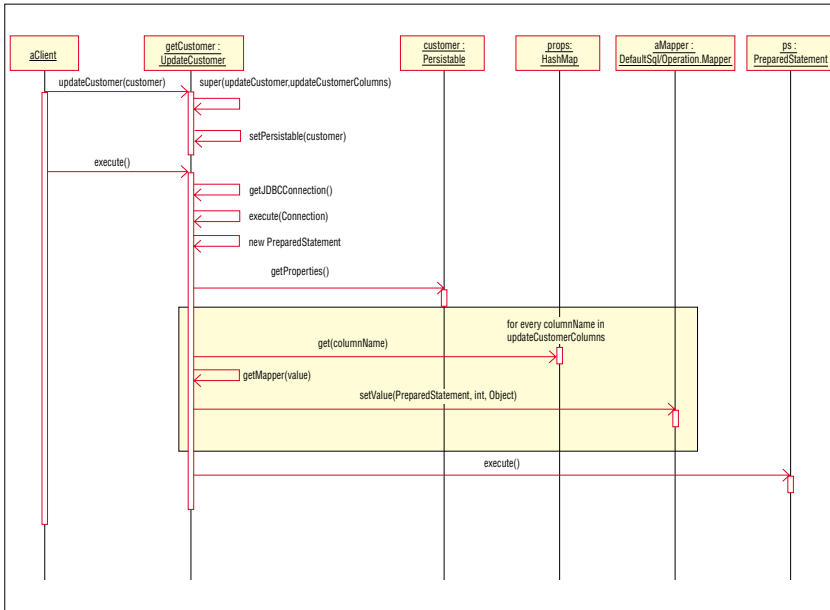 aClient
getCustomer :
UpdateCustomer
customer :
Persistable
props:
HashMap
aMapper :
DefaultSql/Operation.Mapper
ps :
PreparedStatement
updateCustomer(customer)
super(updateCustomer,updateCustomerColumns)
setPersistable(customer)
execute()
getJDBCConnection()
execute(Connection)
new PreparedStatement
getProperties()
for every columnName in
updateCustomerColumns
get(columnName)
getMapper(value)
setValue(PreparedStatement, int, Object)
execute()